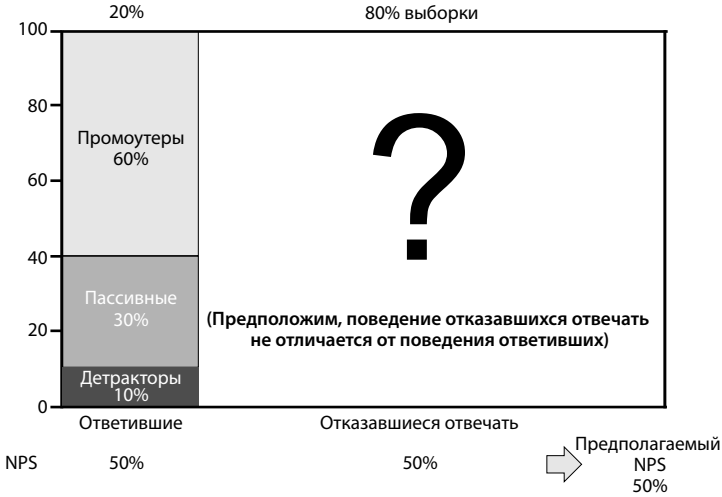 20%
80% выборки
100
80
60
40
20
0
Промоутеры
60%
Пассивные
30%
Детракторы
10%
?
(Предположим, поведение отказавшихся отвечать
не отличается от поведения ответивших)
Ответившие
Отказавшиеся отвечать
NPS
50%
50%
Предполагаемый
NPS
50%